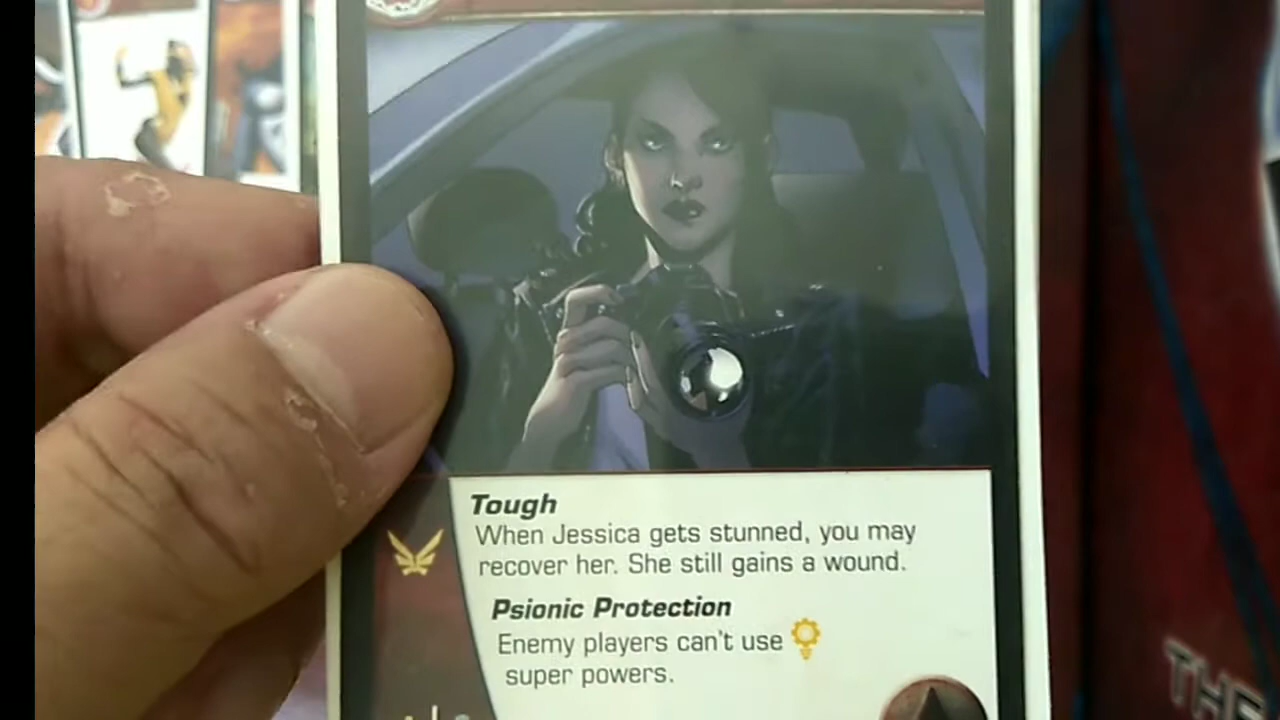 Tough
When Jessica gets stunned, you may
recover her. She still gains a wound.
Psionic Protection
Enemy players can't use
super powers.
THE